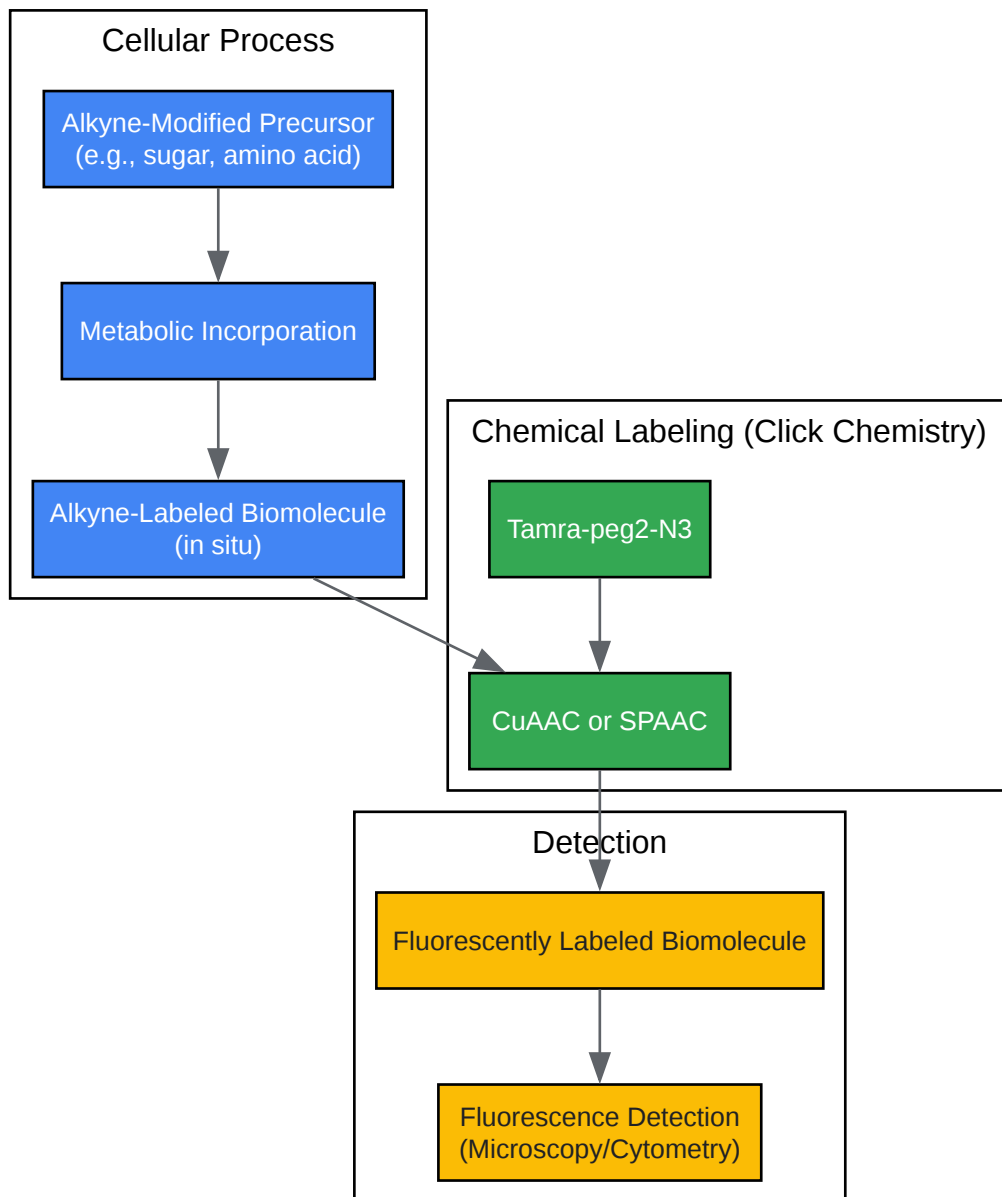 Cellular Process
Alkyne-Modified Precursor
(e.g., sugar, amino acid)
Metabolic Incorporation
Alkyne-Labeled Biomolecule
(in situ)
Chemical Labeling (Click Chemistry)
Tamra-peg2-N3
CuAAC or SPAAC
Detection
Fluorescently Labeled Biomolecule
Fluorescence Detection
(Microscopy/Cytometry)